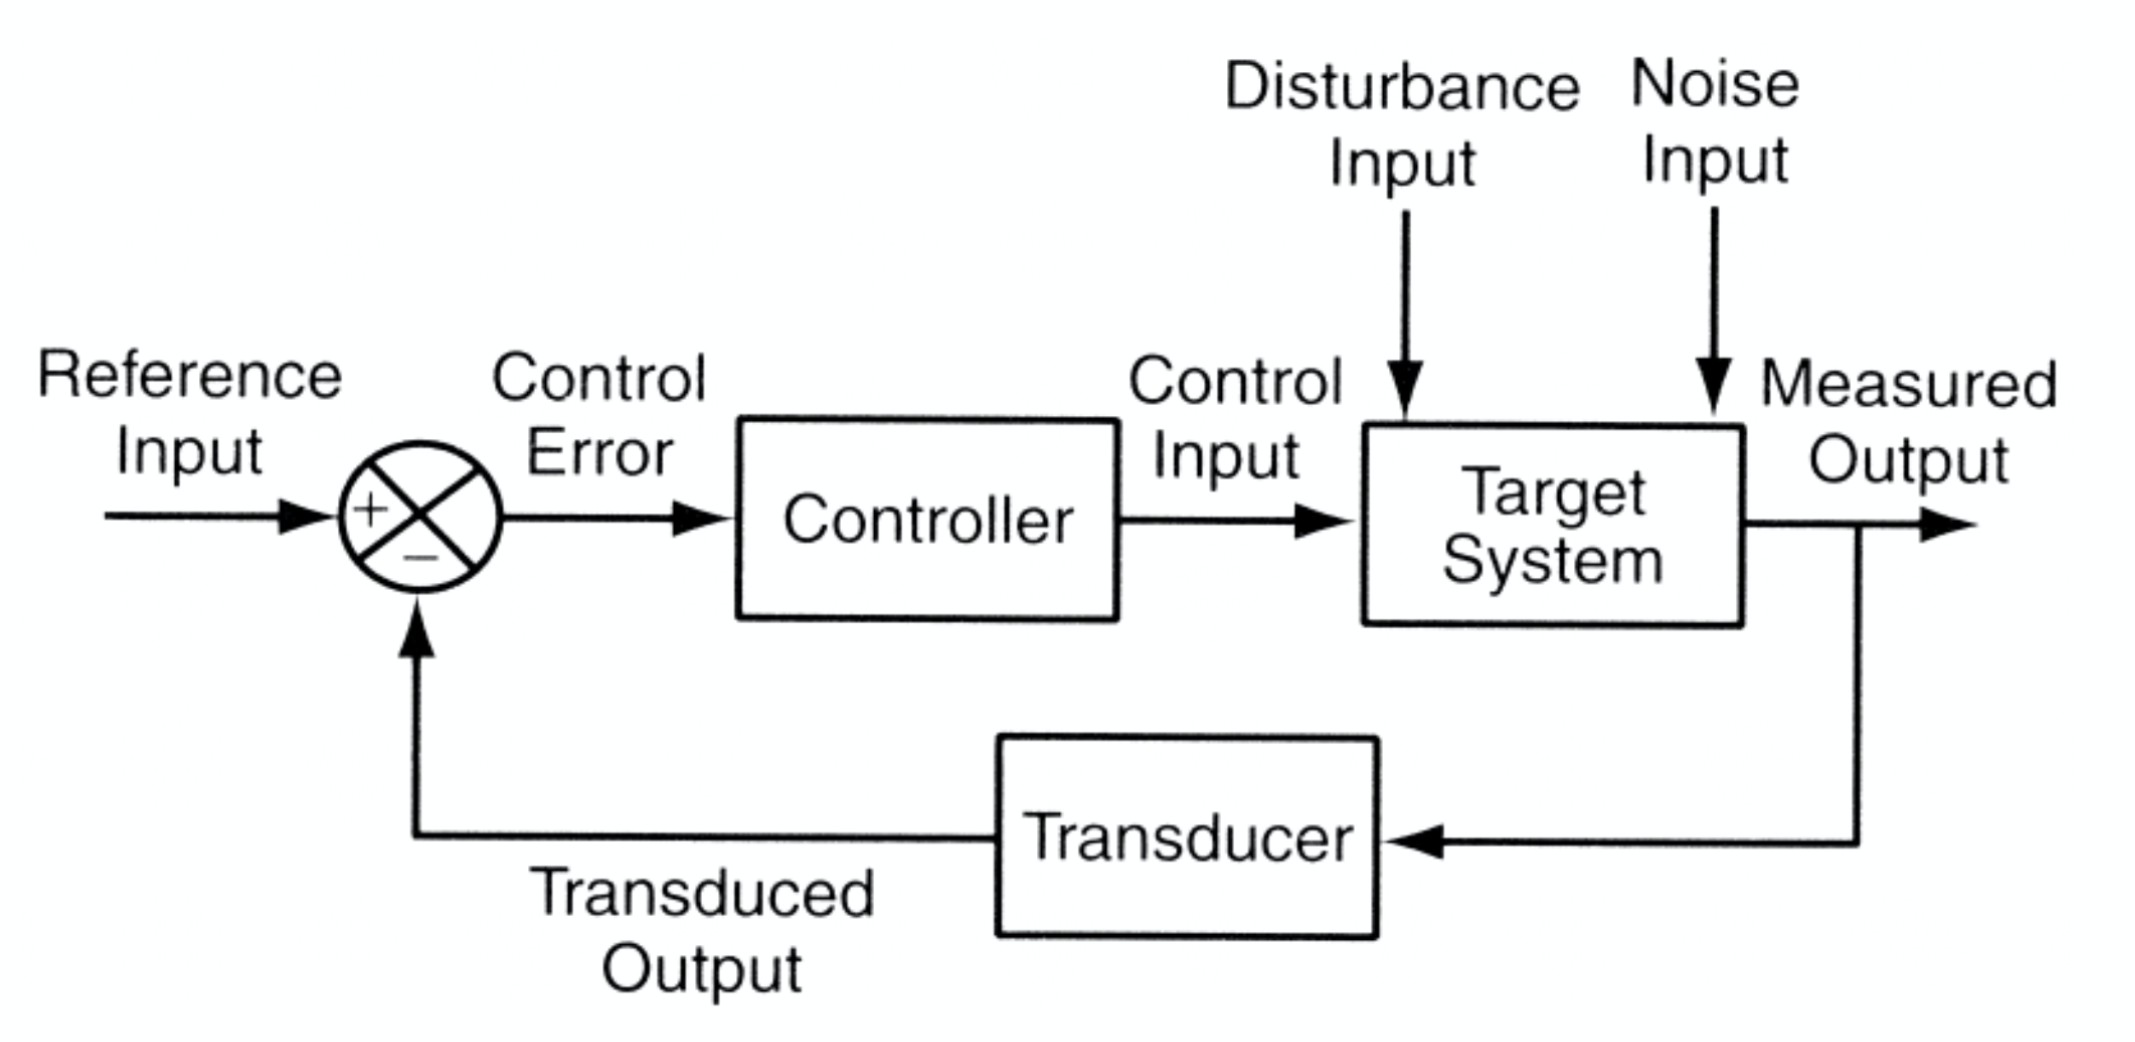 Disturbance
Input
Noise
Input
Reference
Input
+
−
Control
Error
Controller
Control
Input
Target
System
Measured
Output
Transducer
Transduced
Output